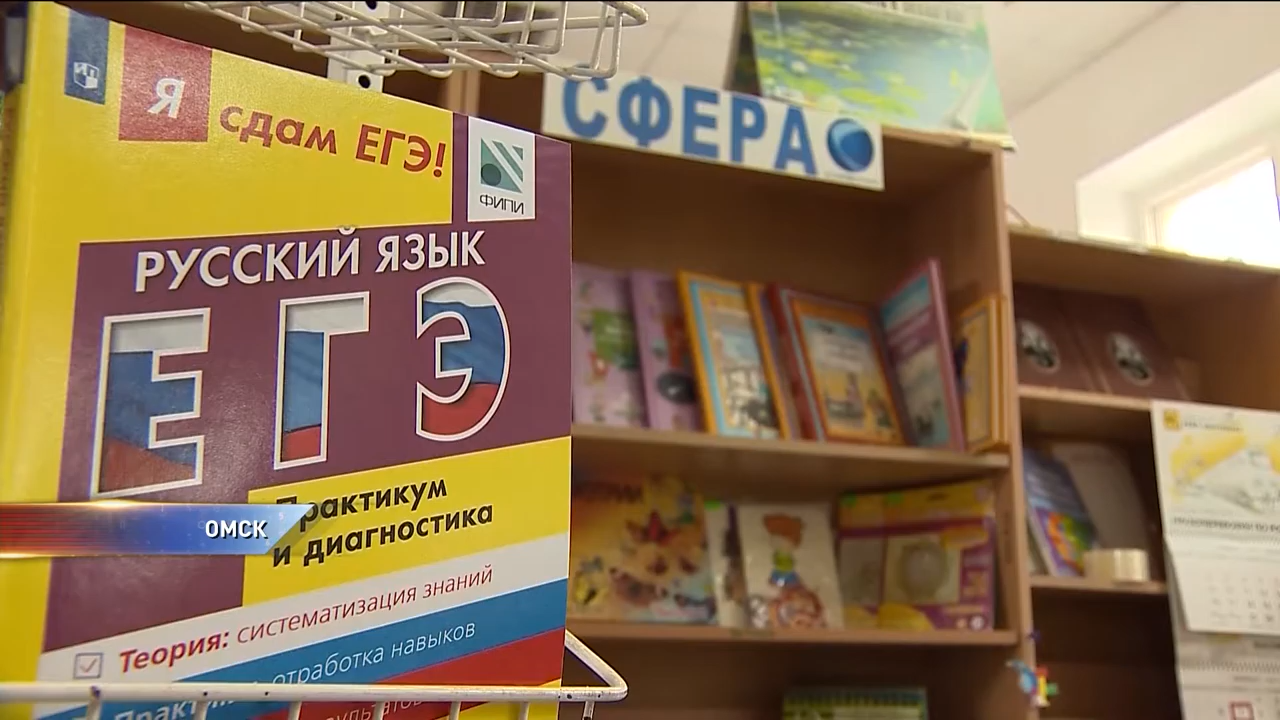 Я сдам ЕГЭ!
ФИПИ
РУССКИЙ ЯЗЫК
ЕГЭ
Практикум
и диагностика
Теория: систематизация знаний
отработка навыков
СФЕРА
ОМСК